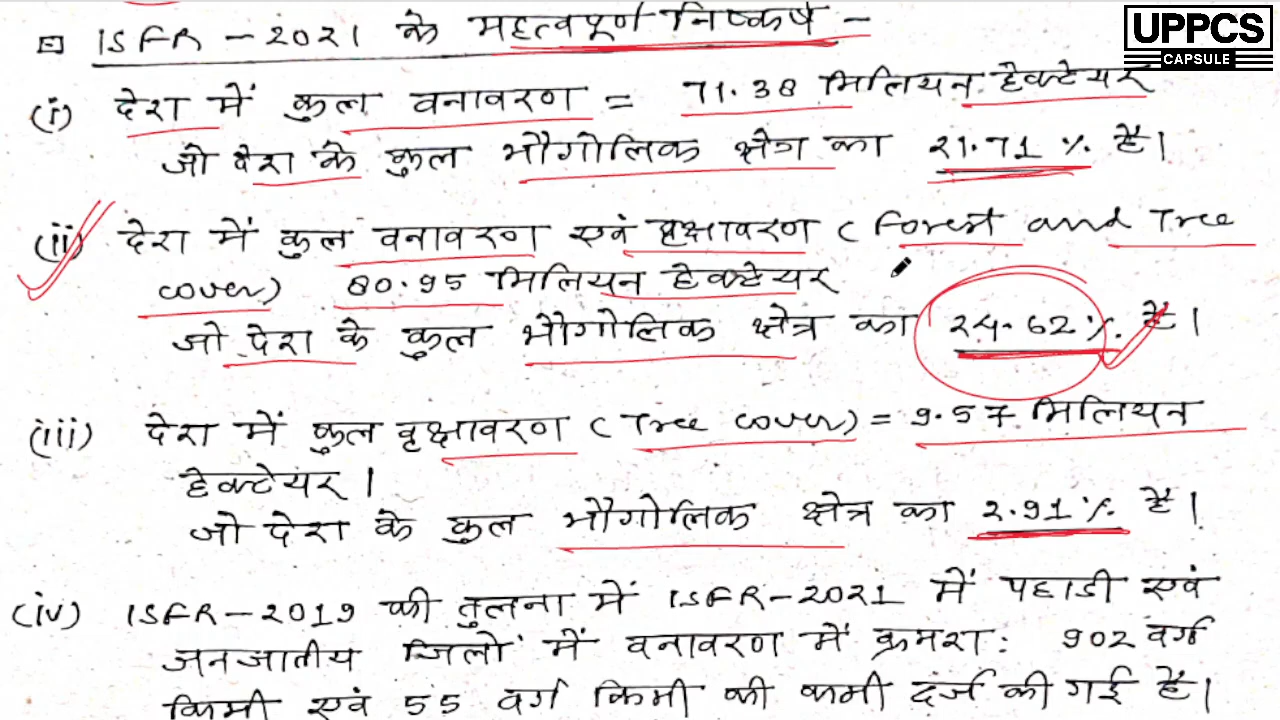 UPPCS
CAPSULE
ISFR - 2021 के महत्वपूर्ण निष्कर्ष -
(i) देश में कुल वनावरण = 71.38 मिलियन हेक्टेयर
जो देश के कुल भौगोलिक क्षेत्र का 21.71 % है।
(ii) देश में कुल वनावरण एवं वृक्षावरण ( Forest and Tree
cover) 80.95 मिलियन हेक्टेयर
जो देश के कुल भौगोलिक क्षेत्र का 24.62 % है।
(iii) देश में कुल वृक्षावरण ( Tree cover) = 9.57 मिलियन
हेक्टेयर।
जो देश के कुल भौगोलिक क्षेत्र का 2.91 % है।
(iv) ISFR - 2019 की तुलना में ISFR - 2021 में पहाडी एवं
जनजातीय जिलों में वनावरण में क्रमश: 902 वर्ग
किमी एवं 55 वर्ग किमी की कमी दर्ज की गई है।